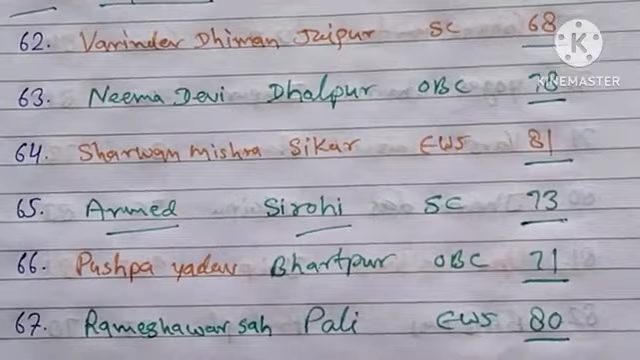 62. Varinder Dhiman Jaipur SC 68
KINEMASTER
63. Neema Devi Dholpur OBC 78
64. Sharwan mishra Sikar EWS 81
65. Armed Sirohi SC 73
66. Pushpa yadav Bhartpur OBC 71
67. Rameshawar sah Pali EWS 80